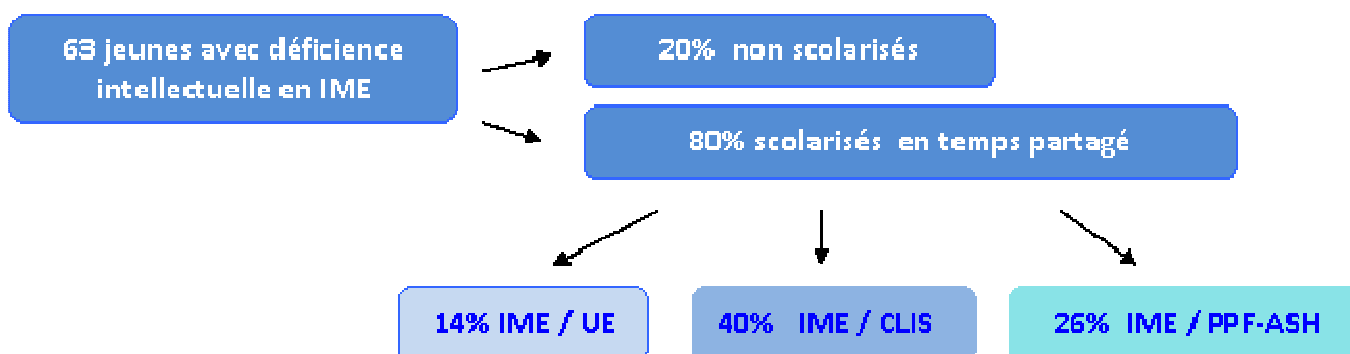 63 jeunes avec déficience
intellectuelle en IME
20% non scolarisés
80% scolarisés en temps partagé
14% IME / UE
40% IME / CLIS
26% IME / PPF-ASH